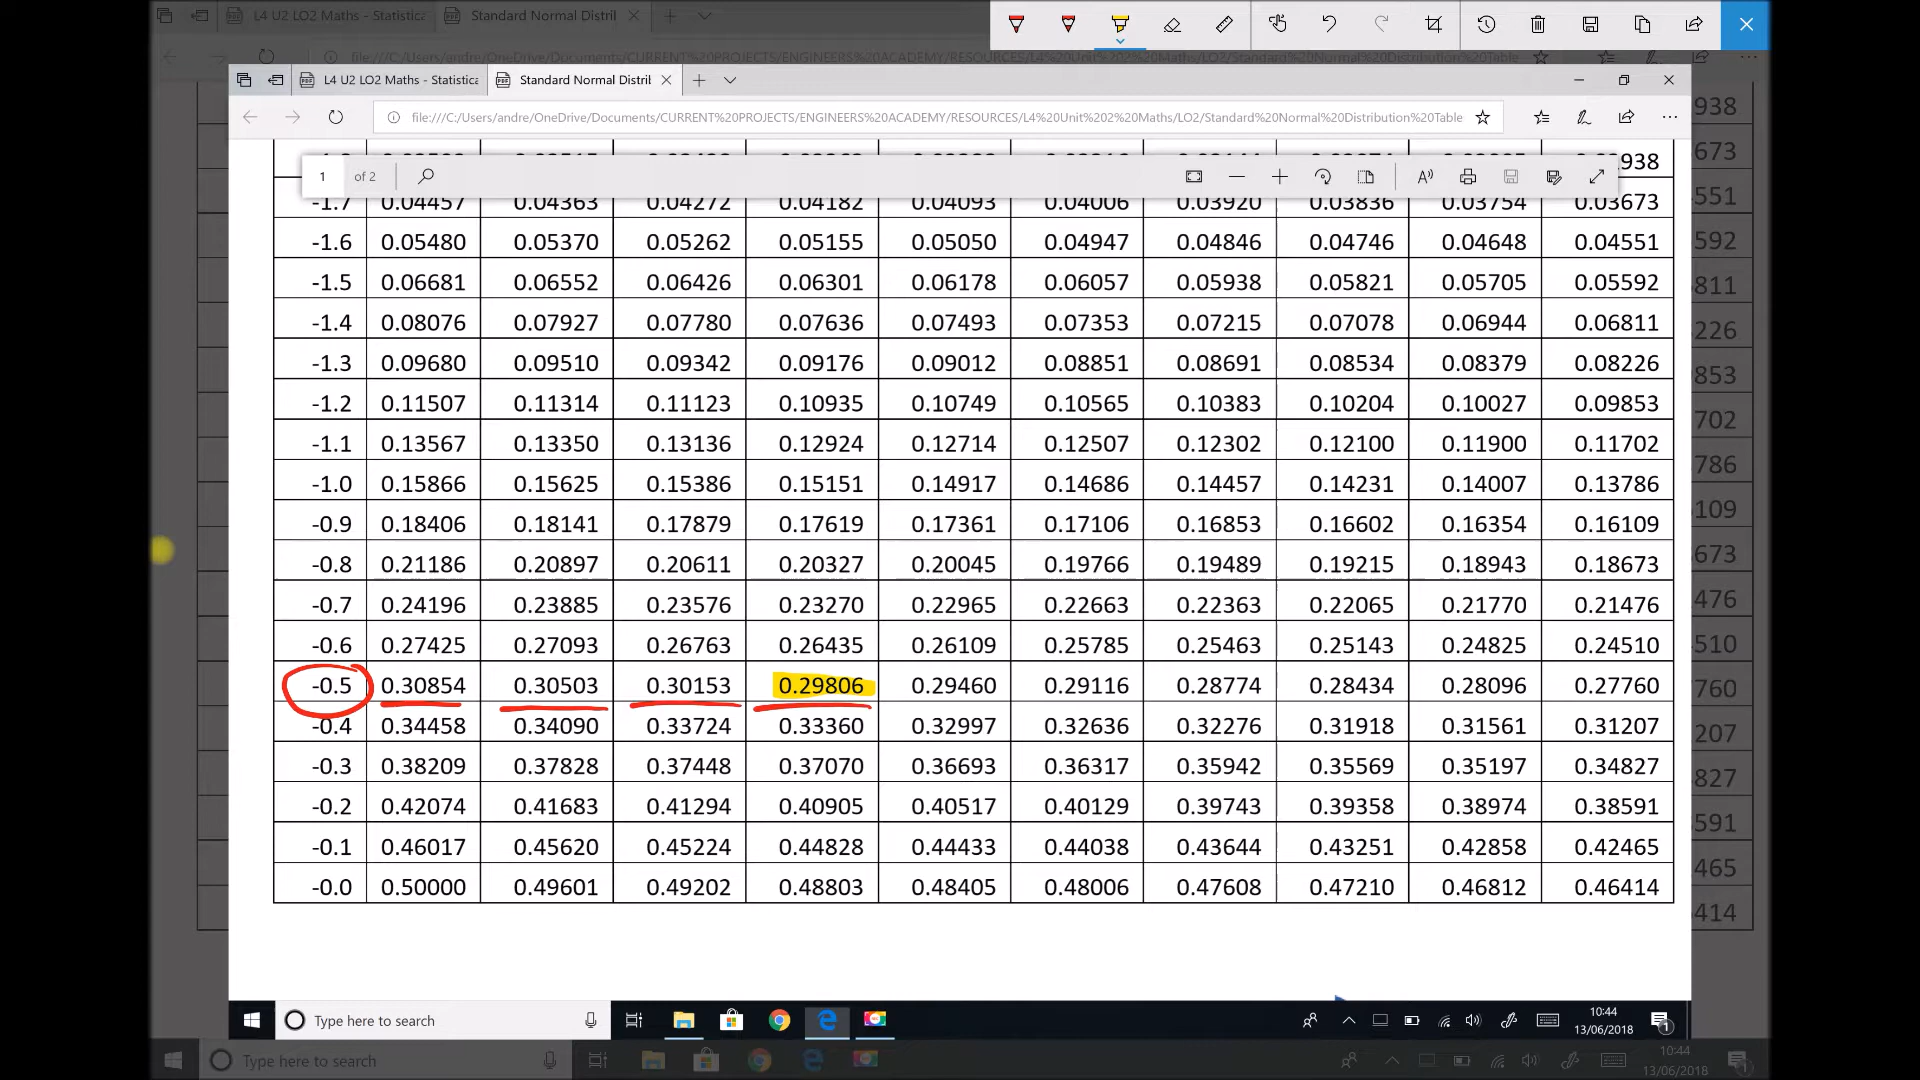 L4 U2 LO2 Maths - Statistica
Standard Normal Distril
L4 U2 LO2 Maths - Statistica
Standard Normal Distril
file:///C:/Users/andre/OneDrive/Documents/CURRENT%20PROJECTS/ENGINEERS%20ACADEMY/RESOURCES/L4%20Unit%202%20Maths/LO2/Standard%20Normal%20Distribution%20Table
1 of 2
-1.7 0.04457 0.04363 0.04272 0.04182 0.04093 0.04006 0.03920 0.03836 0.03754 0.03673
-1.6 0.05480 0.05370 0.05262 0.05155 0.05050 0.04947 0.04846 0.04746 0.04648 0.04551
-1.5 0.06681 0.06552 0.06426 0.06301 0.06178 0.06057 0.05938 0.05821 0.05705 0.05592
-1.4 0.08076 0.07927 0.07780 0.07636 0.07493 0.07353 0.07215 0.07078 0.06944 0.06811
-1.3 0.09680 0.09510 0.09342 0.09176 0.09012 0.08851 0.08691 0.08534 0.08379 0.08226
-1.2 0.11507 0.11314 0.11123 0.10935 0.10749 0.10565 0.10383 0.10204 0.10027 0.09853
-1.1 0.13567 0.13350 0.13136 0.12924 0.12714 0.12507 0.12302 0.12100 0.11900 0.11702
-1.0 0.15866 0.15625 0.15386 0.15151 0.14917 0.14686 0.14457 0.14231 0.14007 0.13786
-0.9 0.18406 0.18141 0.17879 0.17619 0.17361 0.17106 0.16853 0.16602 0.16354 0.16109
-0.8 0.21186 0.20897 0.20611 0.20327 0.20045 0.19766 0.19489 0.19215 0.18943 0.18673
-0.7 0.24196 0.23885 0.23576 0.23270 0.22965 0.22663 0.22363 0.22065 0.21770 0.21476
-0.6 0.27425 0.27093 0.26763 0.26435 0.26109 0.25785 0.25463 0.25143 0.24825 0.24510
-0.5 0.30854 0.30503 0.30153 0.29806 0.29460 0.29116 0.28774 0.28434 0.28096 0.27760
-0.4 0.34458 0.34090 0.33724 0.33360 0.32997 0.32636 0.32276 0.31918 0.31561 0.31207
-0.3 0.38209 0.37828 0.37448 0.37070 0.36693 0.36317 0.35942 0.35569 0.35197 0.34827
-0.2 0.42074 0.41683 0.41294 0.40905 0.40517 0.40129 0.39743 0.39358 0.38974 0.38591
-0.1 0.46017 0.45620 0.45224 0.44828 0.44433 0.44038 0.43644 0.43251 0.42858 0.42465
-0.0 0.50000 0.49601 0.49202 0.48803 0.48405 0.48006 0.47608 0.47210 0.46812 0.46414
Type here to search
10:44
13/06/2018
1
Type here to search
10:44
13/06/2018